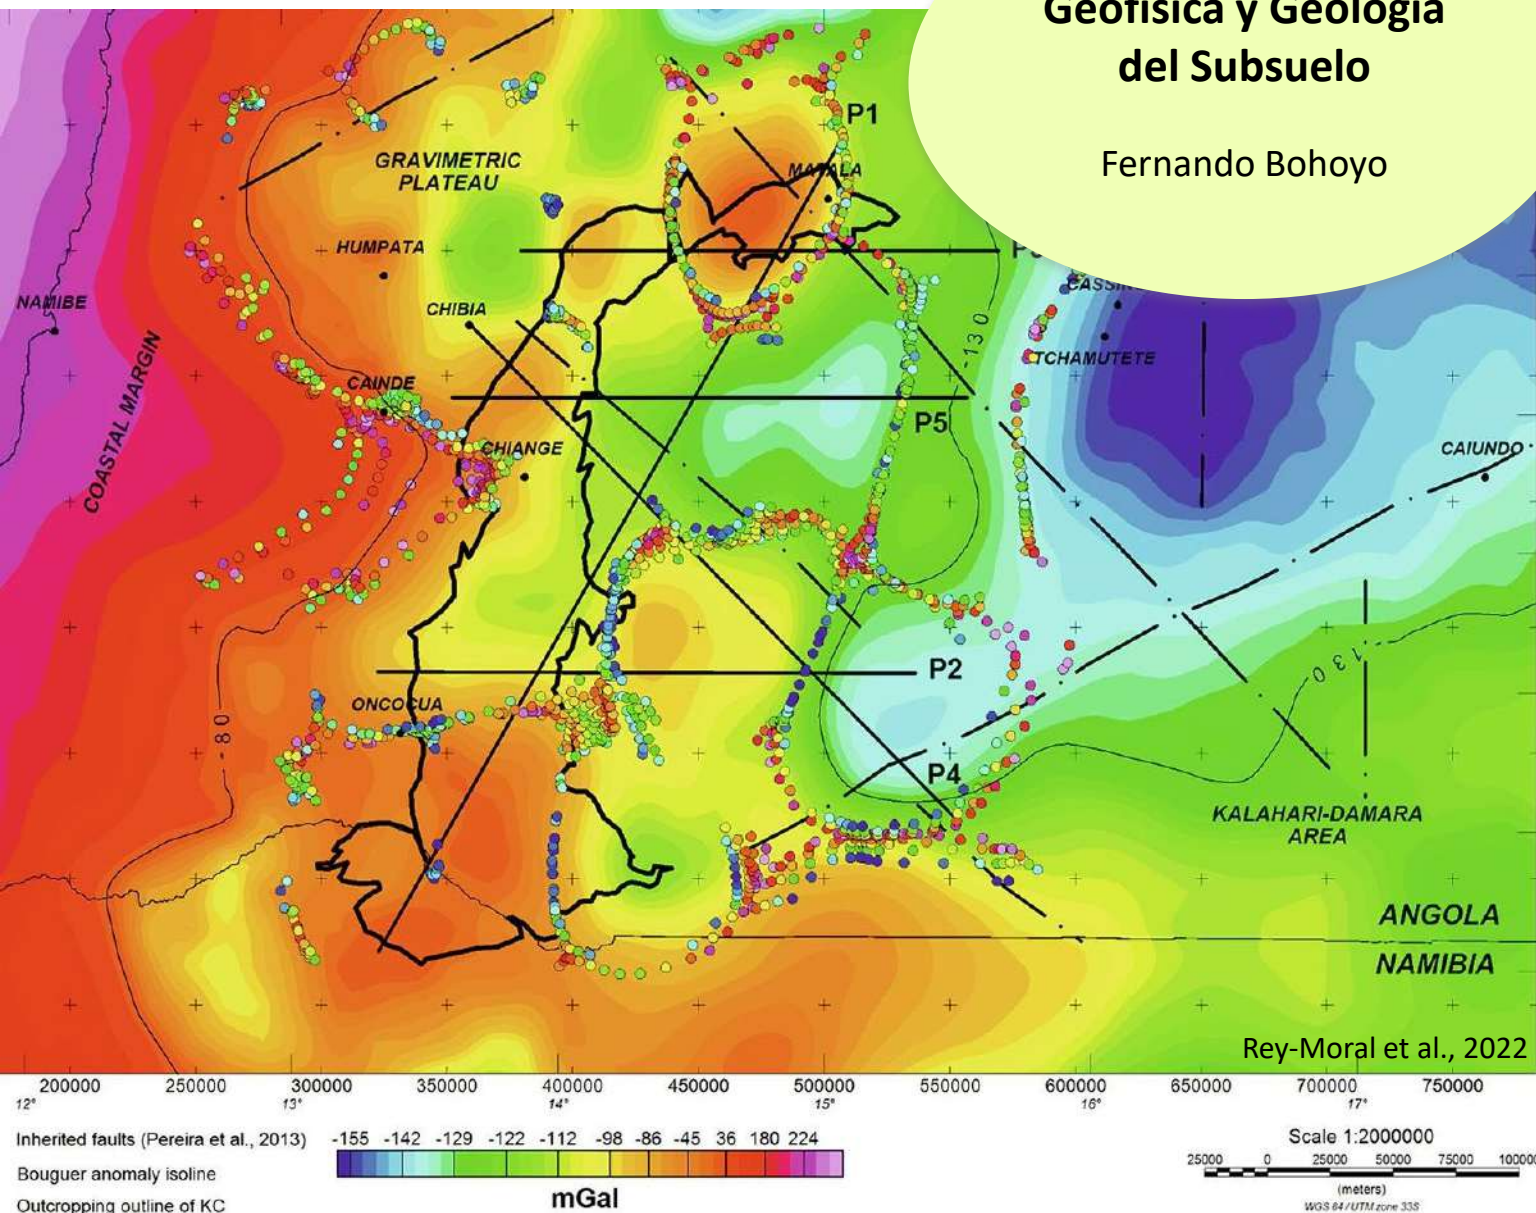 Geofísica y Geología
del Subsuelo
Fernando Bohoyo
P1
GRAVIMETRIC
PLATEAU
MATALA
HUMPATA
NAMIBE
CHIBIA
-130
TCHAMUTETE
COASTAL MARGIN
CAINDE
P5
CHIANGE
CAIUNDO
P2
-130
ONCOCUA
-80
P4
KALAHARI-DAMARA
AREA
ANGOLA
NAMIBIA
Rey-Moral et al., 2022
200000 250000 300000 350000 400000 450000 500000 550000 600000 650000 700000 750000
12° 13° 14° 15° 16° 17°
Inherited faults (Pereira et al., 2013)
-155 -142 -129 -122 -112 -98 -86 -45 36 180 224
Bouguer anomaly isoline
mGal
Outcropping outline of KC
Scale 1:2000000
25000 0 25000 50000 75000 100000
(meters)
WGS 84 / UTM zone 33S